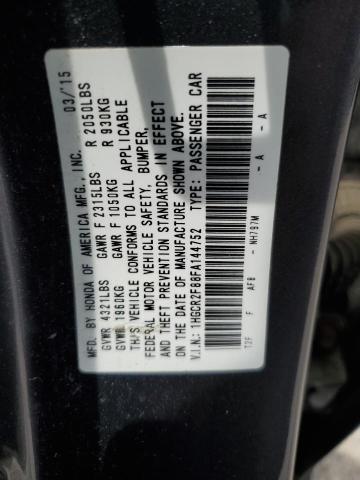 MFD. BY HONDA OF AMERICA MFG., INC. 03/'15
GVWR 4321LBS GAWR F 2315LBS R 2050LBS
GVWR 1960KG GAWR F 1050KG R 930KG
THIS VEHICLE CONFORMS TO ALL APPLICABLE
FEDERAL MOTOR VEHICLE SAFETY, BUMPER,
AND THEFT PREVENTION STANDARDS IN EFFECT
ON THE DATE OF MANUFACTURE SHOWN ABOVE.
V.I.N.: 1HGCR2F88FA144752 TYPE: PASSENGER CAR
T2F F AFB NH797M A A